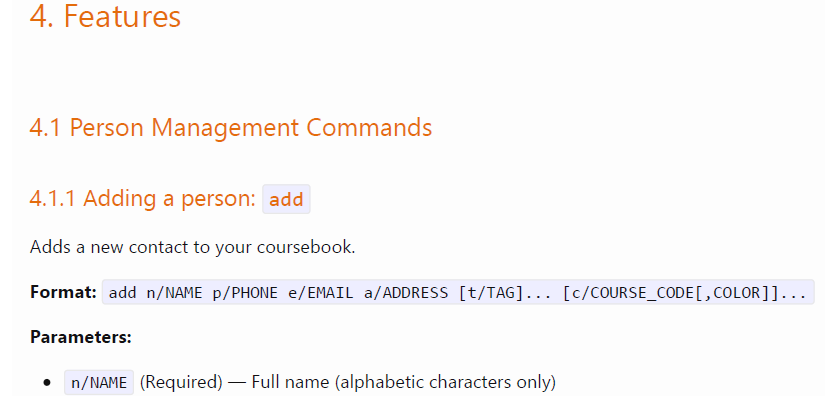 4. Features
4.1 Person Management Commands
4.1.1 Adding a person: add
Adds a new contact to your coursebook.
Format: add n/NAME p/PHONE e/EMAIL a/ADDRESS [t/TAG]... [c/COURSE_CODE[,COLOR]]...
Parameters:
• n/NAME (Required) — Full name (alphabetic characters only)